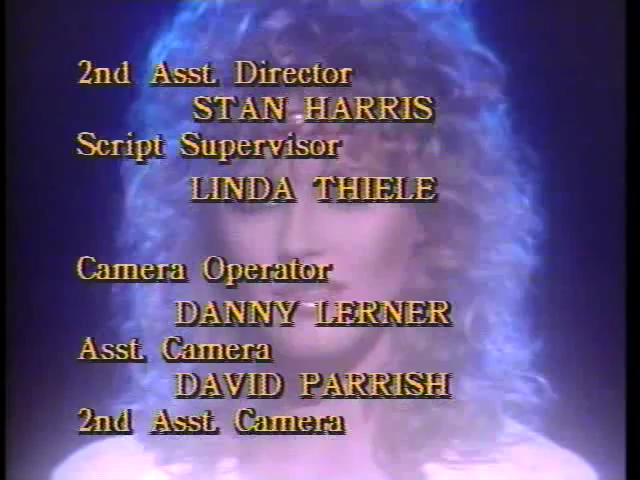 2nd Asst. Director
STAN HARRIS
Script Supervisor
LINDA THIELE
Camera Operator
DANNY LERNER
Asst. Camera
DAVID PARRISH
2nd Asst. Camera